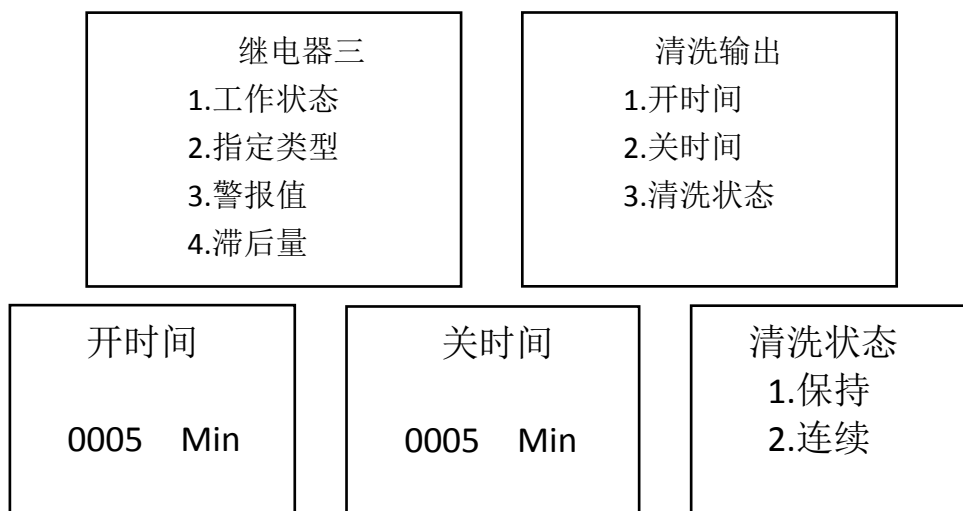 继电器三
1.工作状态
2.指定类型
3.警报值
4.滞后量
清洗输出
1.开时间
2.关时间
3.清洗状态
开时间
0005 Min
关时间
0005 Min
清洗状态
1.保持
2.连续